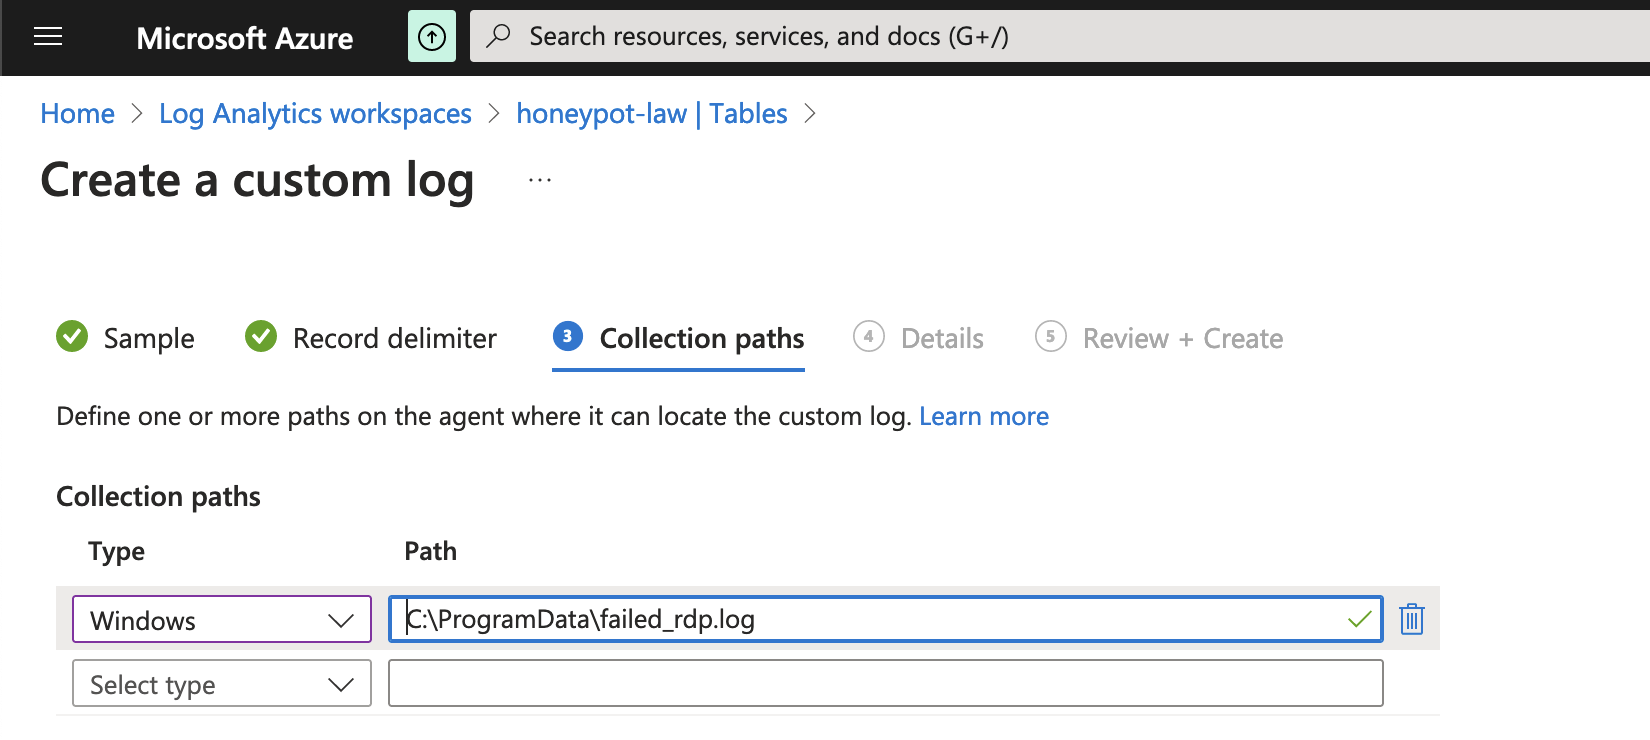 Microsoft Azure
Search resources, services, and docs (G+/)
Home > Log Analytics workspaces > honeypot-law | Tables >
Create a custom log ...
Sample
Record delimiter
3 Collection paths
4 Details
5 Review + Create
Define one or more paths on the agent where it can locate the custom log. Learn more
Collection paths
Type Path
Windows C:\ProgramData\failed_rdp.log
Select type